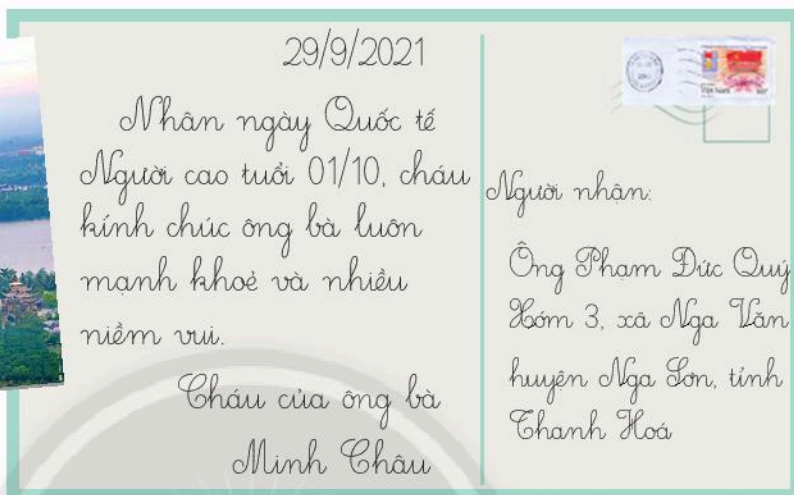 29/9/2021
Nhân ngày Quốc tế
Người cao tuổi 01/10, cháu
kính chúc ông bà luôn
mạnh khoẻ và nhiều
niềm vui.
Cháu của ông bà
Minh Châu
Người nhận:
Ông Phạm Đức Quý
Xóm 3, xã Nga Văn
huyện Nga Sơn, tỉnh
Thanh Hoá